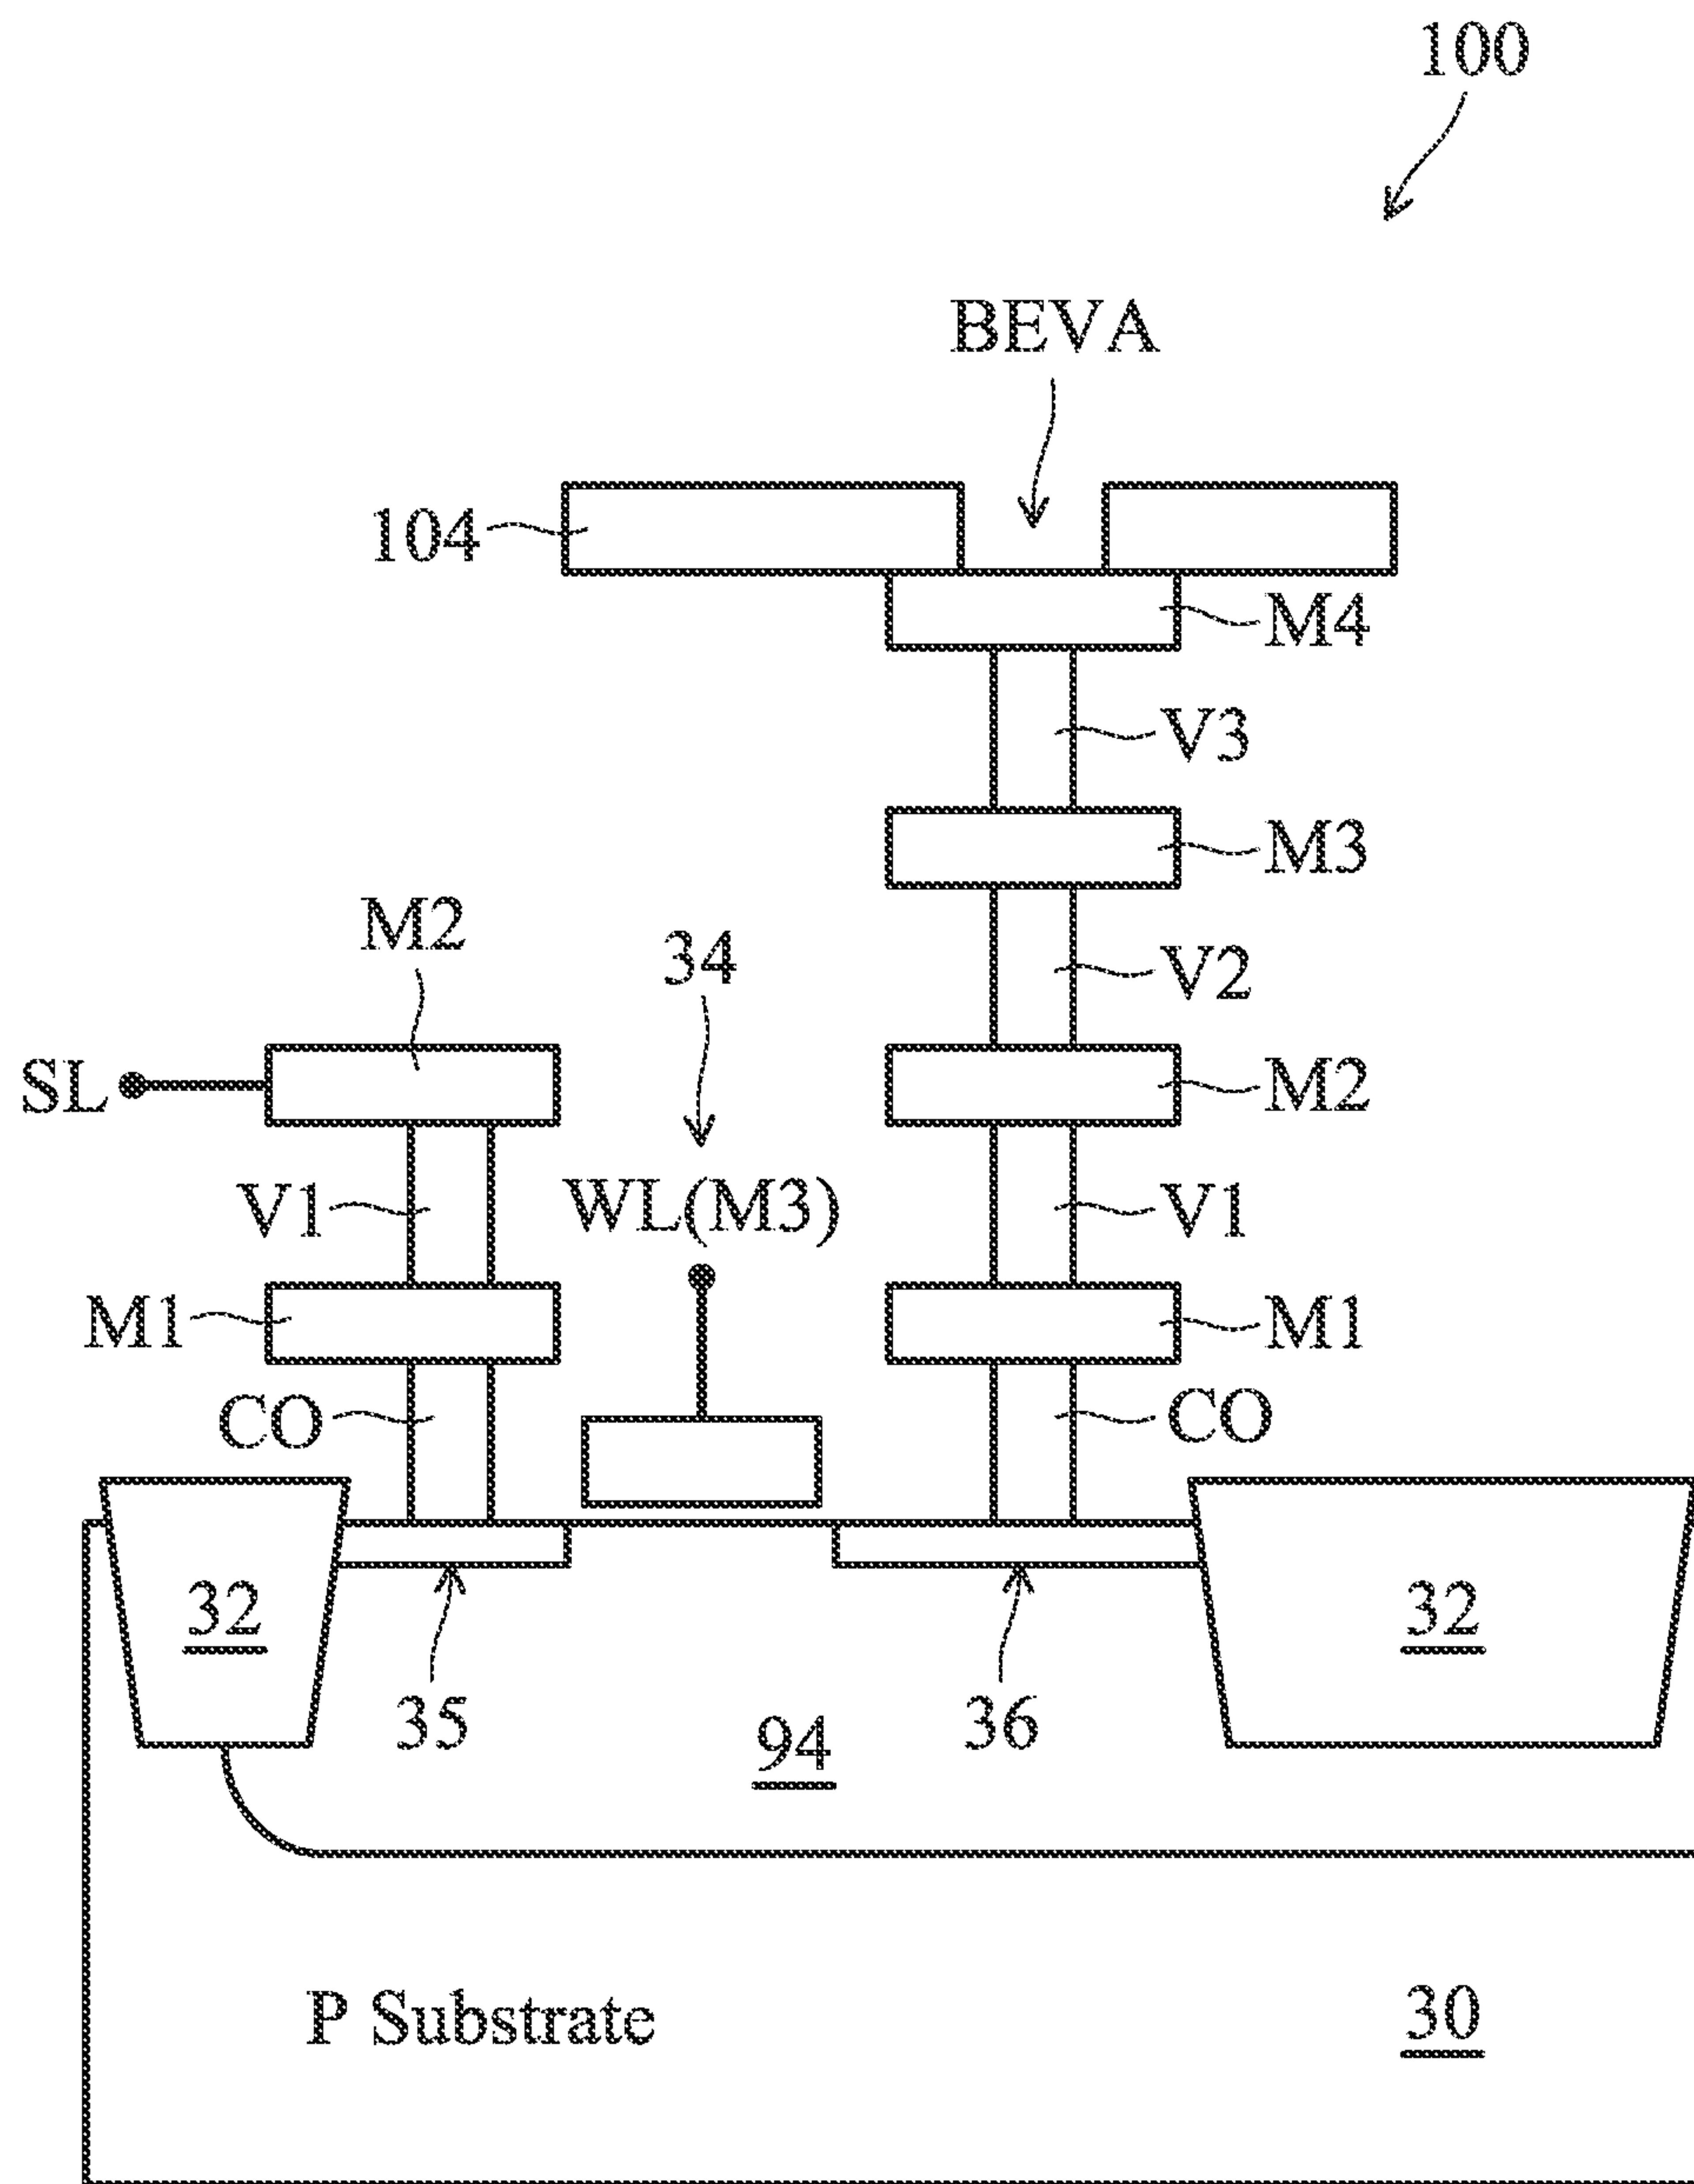 100
BEVA
104
M4
V3
M3
M2
34
V2
SL
M2
V1
WL(M3)
V1
M1
M1
CO
CO
32
32
35
36
94
P Substrate
30